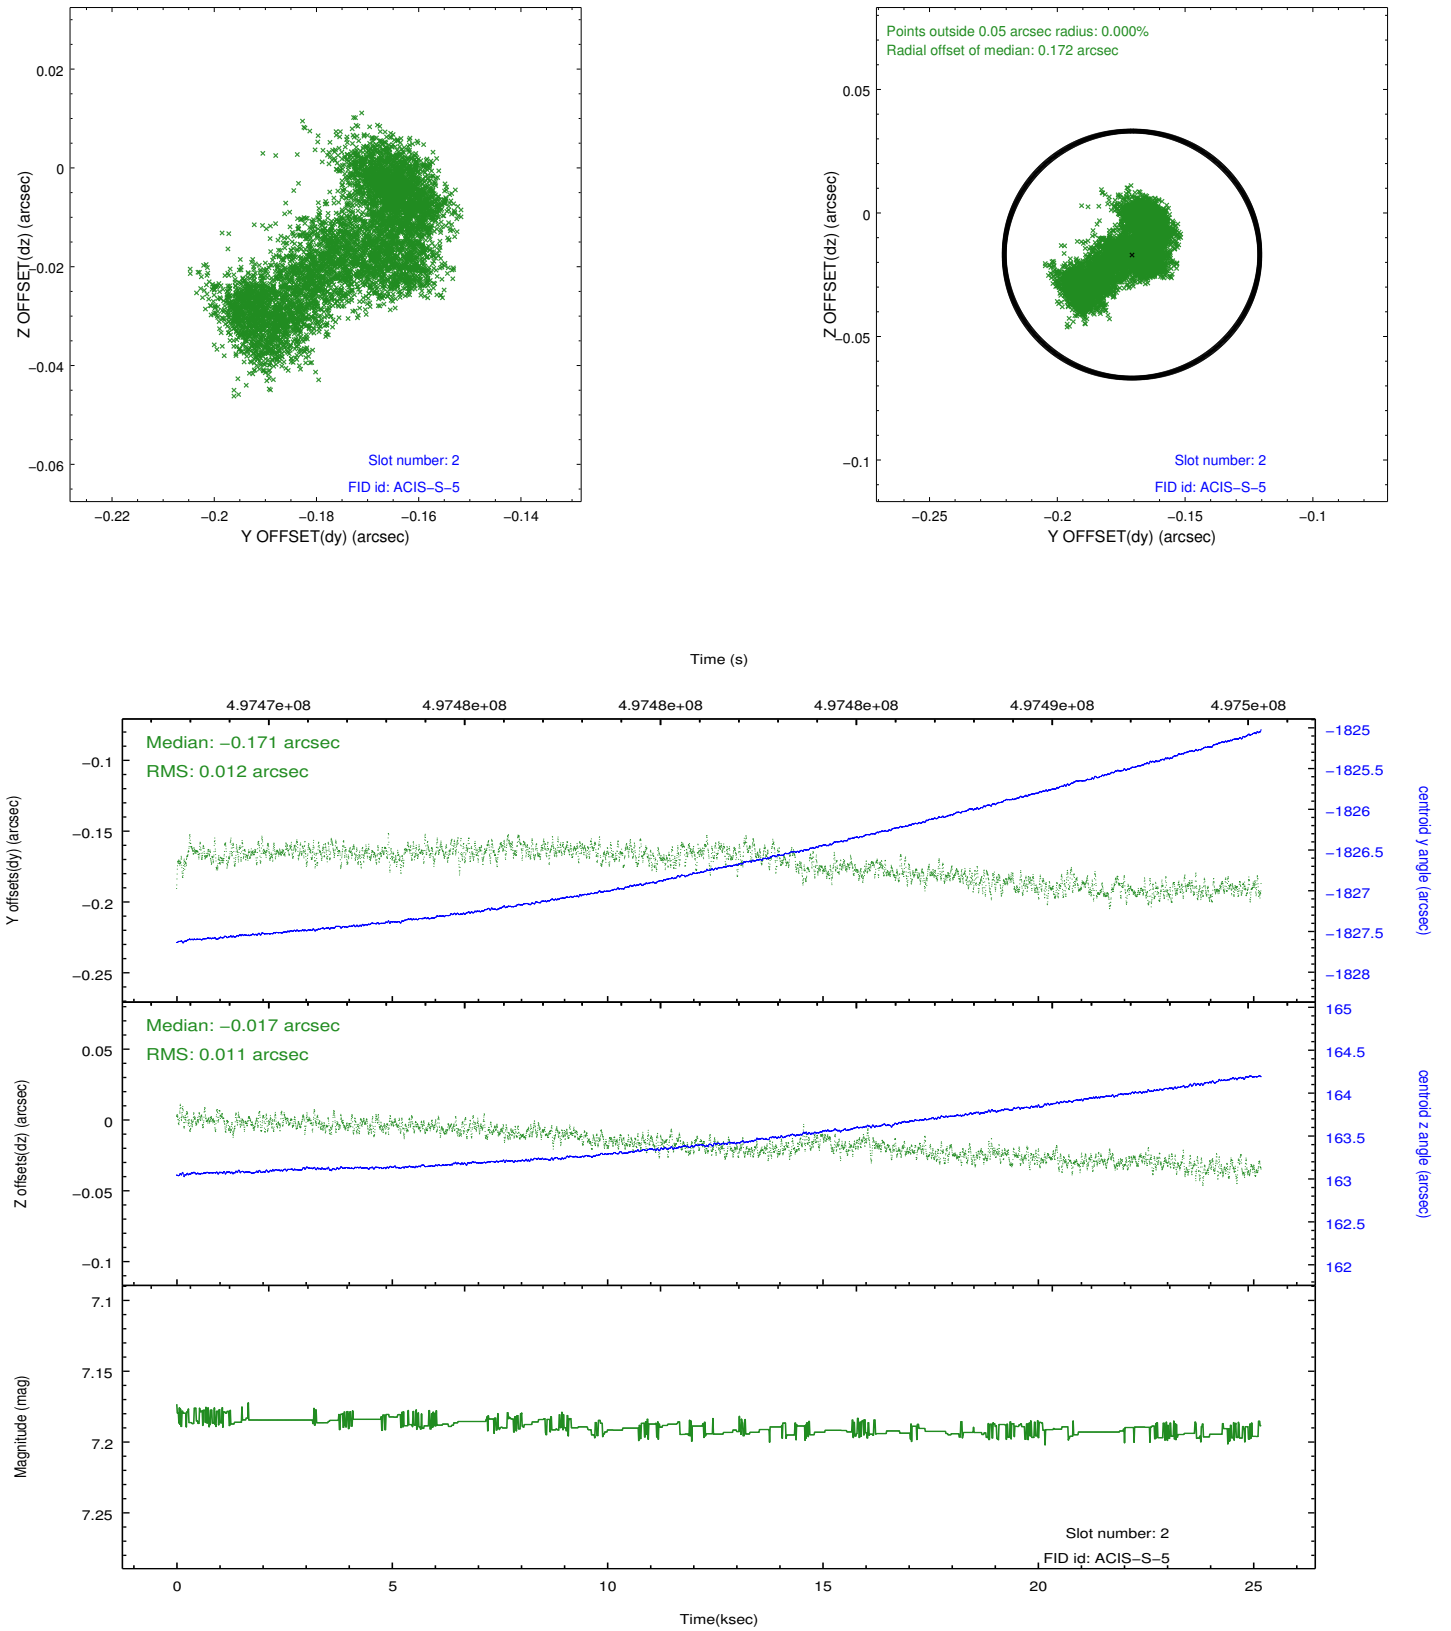 0.02
0
−0.02
−0.04
−0.06
Z OFFSET(dz) (arcsec)
Slot number: 2
FID id: ACIS−S−5
−0.22
−0.2
−0.18
−0.16
−0.14
Y OFFSET(dy) (arcsec)
Points outside 0.05 arcsec radius: 0.000%
Radial offset of median: 0.172 arcsec
0.05
0
−0.05
−0.1
Z OFFSET(dz) (arcsec)
Slot number: 2
FID id: ACIS−S−5
−0.25
−0.2
−0.15
−0.1
Y OFFSET(dy) (arcsec)
Time (s)
4.9747e+08
4.9748e+08
4.9748e+08
4.9748e+08
4.9749e+08
4.975e+08
Median: −0.171 arcsec
RMS: 0.012 arcsec
−0.1
−0.15
−0.2
−0.25
Y offsets(dy) (arcsec)
−1825
−1825.5
−1826
−1826.5
−1827
−1827.5
−1828
centroid y angle (arcsec)
Median: −0.017 arcsec
RMS: 0.011 arcsec
0.05
0
−0.05
−0.1
Z offsets(dz) (arcsec)
165
164.5
164
163.5
163
162.5
162
centroid z angle (arcsec)
7.1
7.15
7.2
7.25
Magnitude (mag)
Slot number: 2
FID id: ACIS−S−5
0
5
10
15
20
25
Time(ksec)